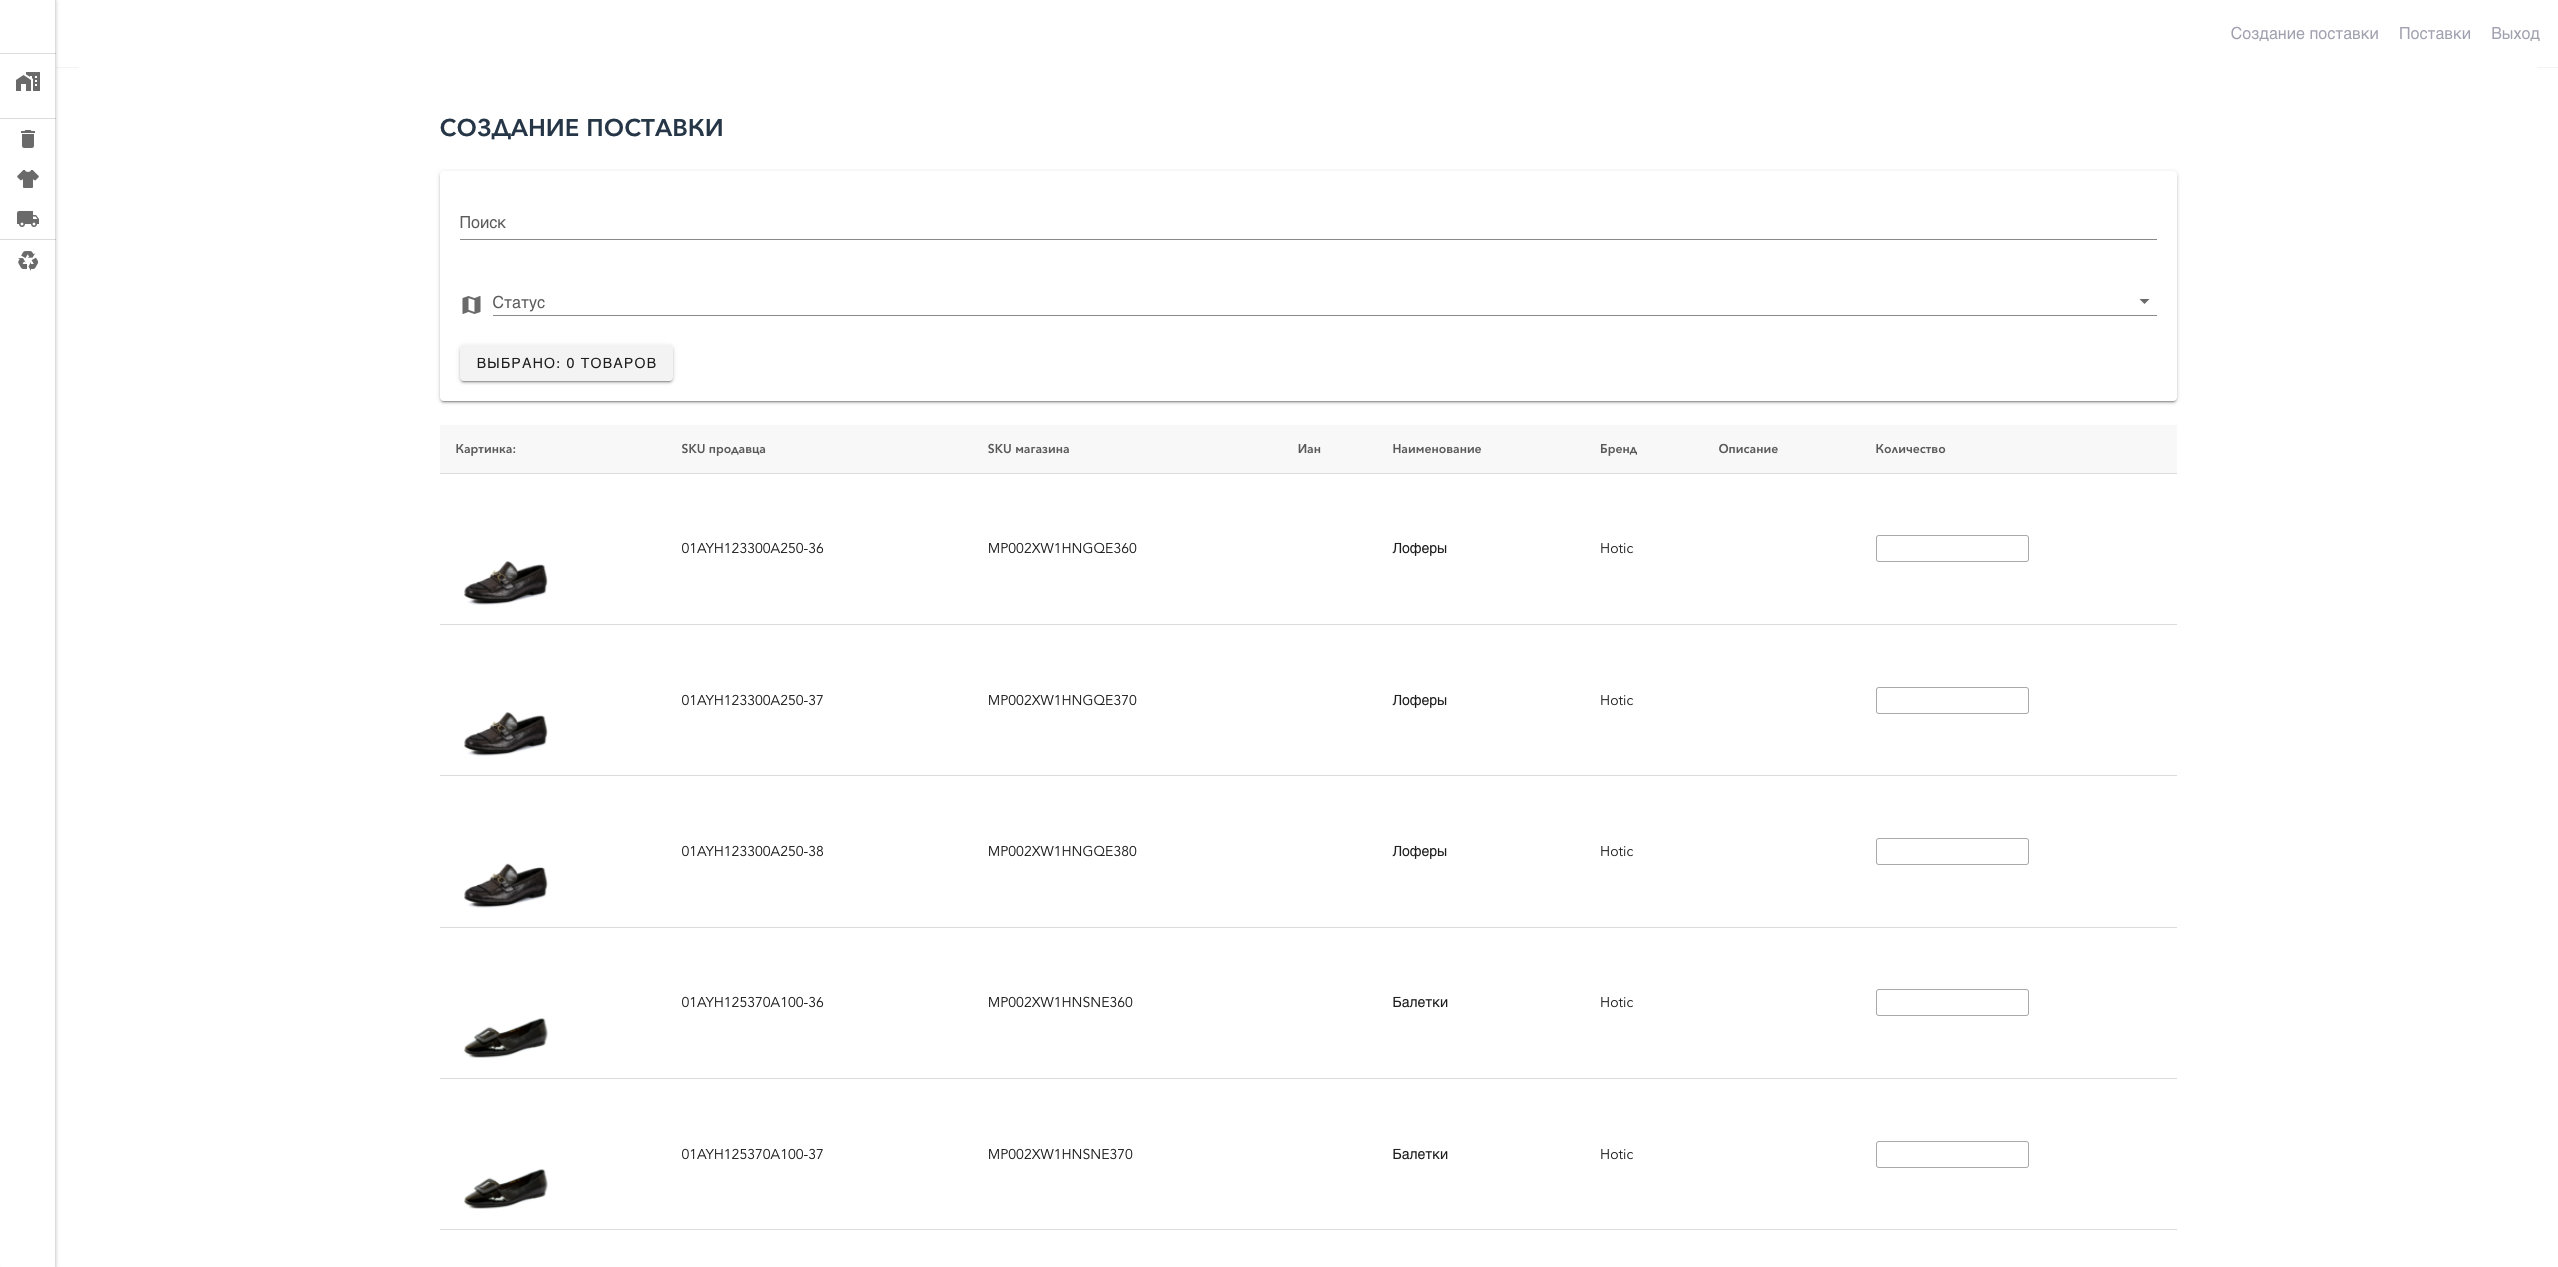 Создание поставки Поставки Выход
СОЗДАНИЕ ПОСТАВКИ
Поиск
Статус
ВЫБРАНО: 0 ТОВАРОВ
Картинка: SKU продавца SKU магазина Иан Наименование Бренд Описание Количество
01AYH123300A250-36 MP002XW1HNGQE360 Лоферы Hotic
01AYH123300A250-37 MP002XW1HNGQE370 Лоферы Hotic
01AYH123300A250-38 MP002XW1HNGQE380 Лоферы Hotic
01AYH125370A100-36 MP002XW1HNSNE360 Балетки Hotic
01AYH125370A100-37 MP002XW1HNSNE370 Балетки Hotic